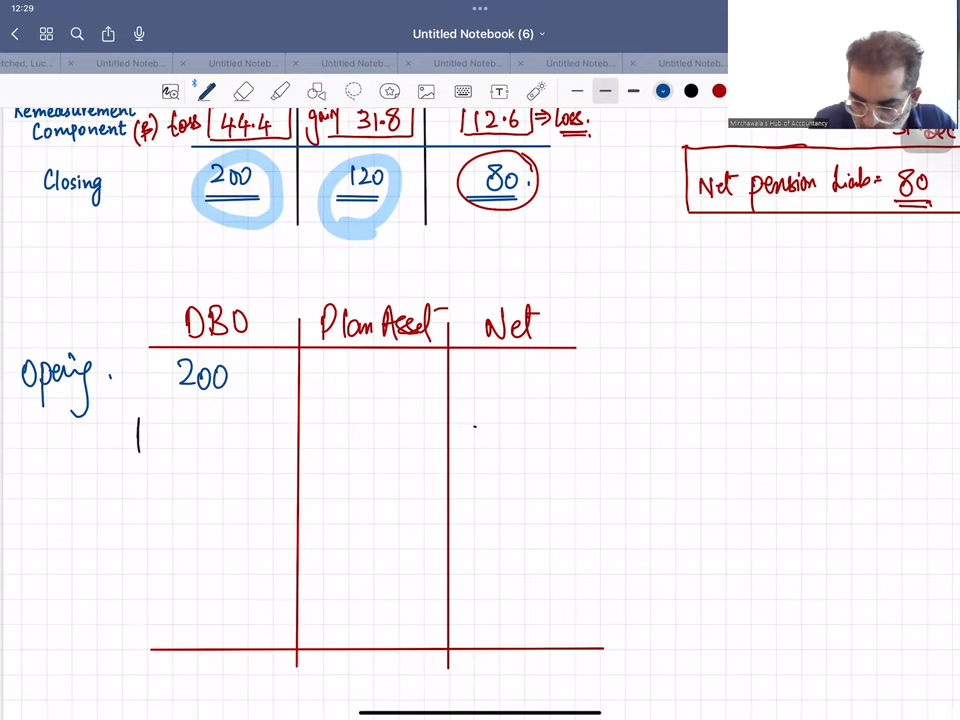 12:29
Untitled Notebook (6)
Untitled Noteb...
Untitled Noteb...
Untitled Noteb...
Untitled Noteb...
Untitled Noteb...
Untitled Noteb
Mirchawala's Hub of Accountancy
Remeasurement
Component (β) loss 44.4 gain 31.8 12.6 ⇒ Loss.
Closing 200 120 80.
Net pension Liab = 80
DBO Plan Asset Net
Opening. 200